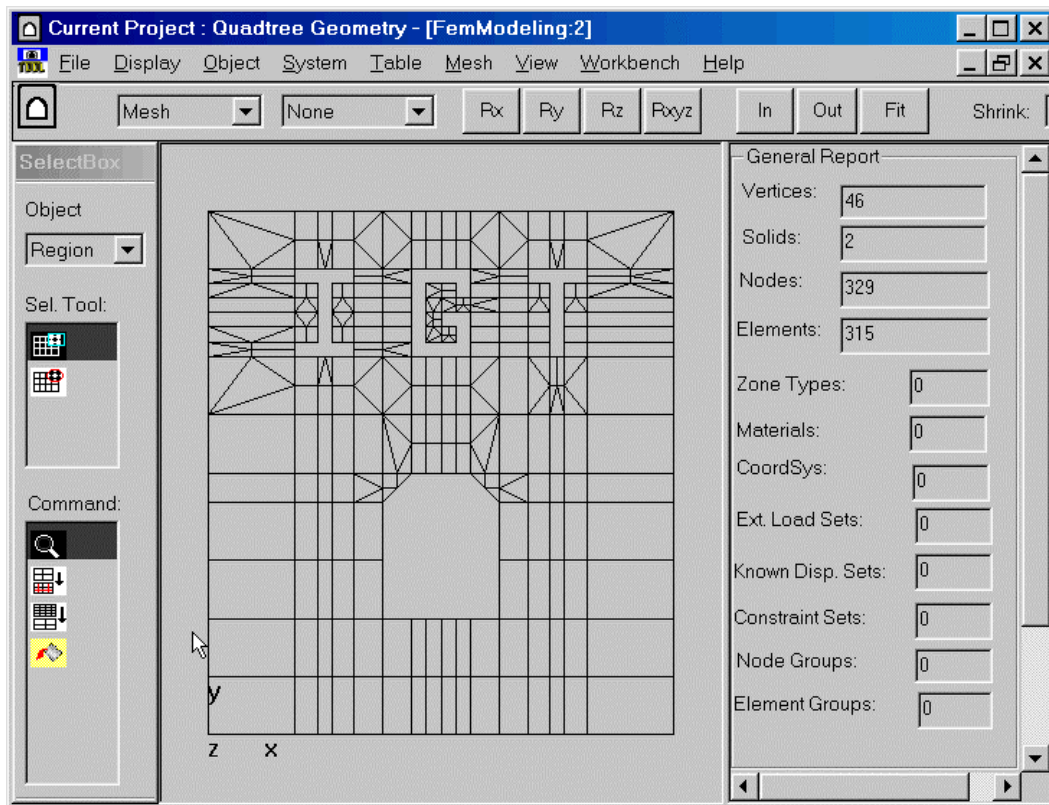 Current Project : Quadtree Geometry - [FemModeling:2]
TOOL File Display Object System Table Mesh View Workbench Help
Mesh None Rx Ry Rz Rxyz In Out Fit Shrink:
SelectBox
Object
Region
Sel. Tool:
Command:
y
z x
General Report
Vertices: 46
Solids: 2
Nodes: 329
Elements: 315
Zone Types: 0
Materials: 0
CoordSys: 0
Ext. Load Sets: 0
Known Disp. Sets: 0
Constraint Sets: 0
Node Groups: 0
Element Groups: 0